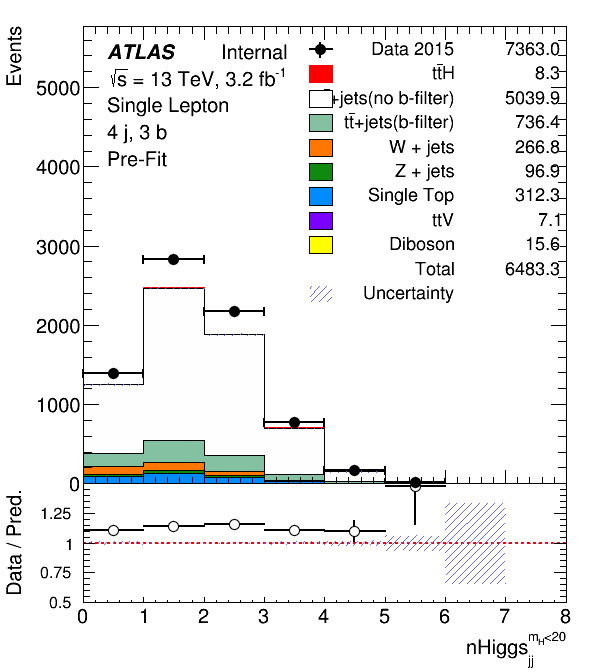 Events
ATLAS Internal
√s = 13 TeV, 3.2 fb-1
Single Lepton
4 j, 3 b
Pre-Fit
Data 2015 7363.0
tt̄H 8.3
+jets(no b-filter) 5039.9
tt̄+jets(b-filter) 736.4
W + jets 266.8
Z + jets 96.9
Single Top 312.3
ttV 7.1
Diboson 15.6
Total 6483.3
Uncertainty
5000
4000
3000
2000
1000
0
Data / Pred.
1.25
1
0.75
0.5
0 1 2 3 4 5 6 7 8
nHiggs mH<20 jj